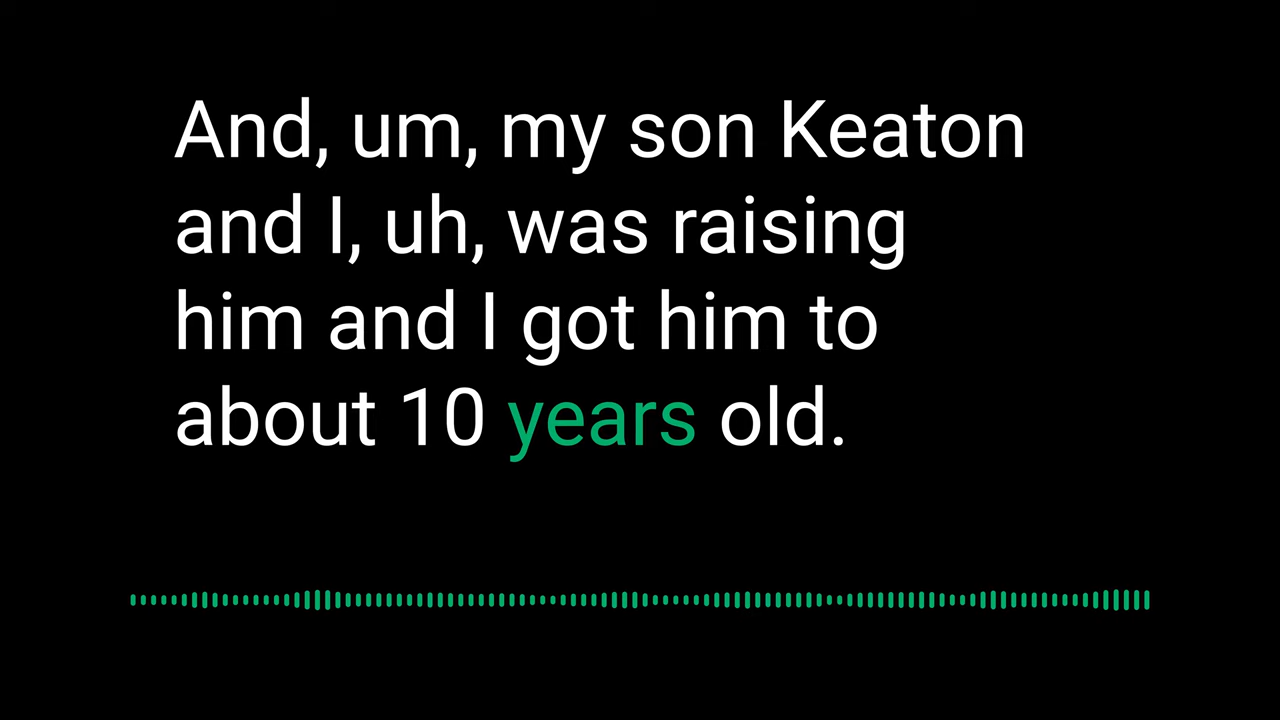 And, um, my son Keaton
and I, uh, was raising
him and I got him to
about 10 years old.